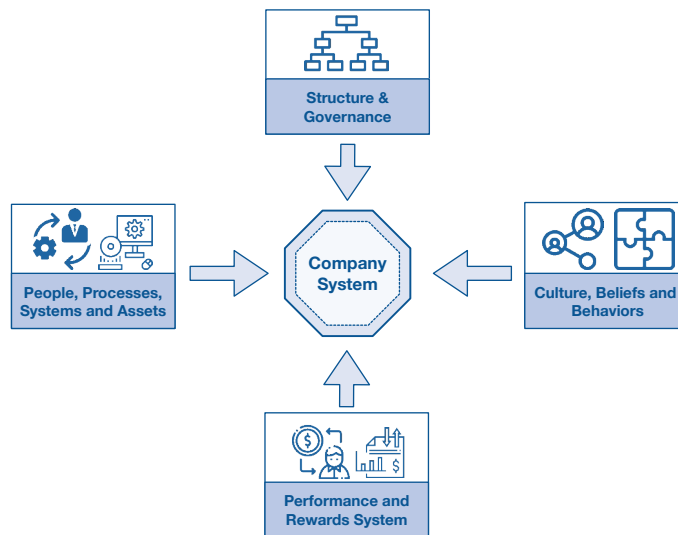 Structure &
Governance
Company
System
People, Processes,
Systems and Assets
Culture, Beliefs and
Behaviors
$
$
Performance and
Rewards System